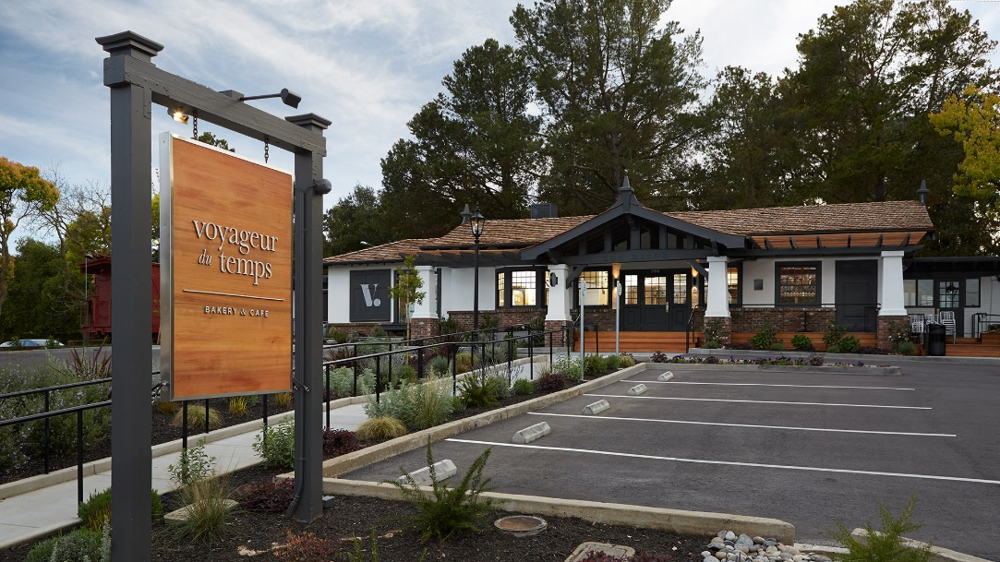 voyageur
du temps
BAKERY & CAFE
V.